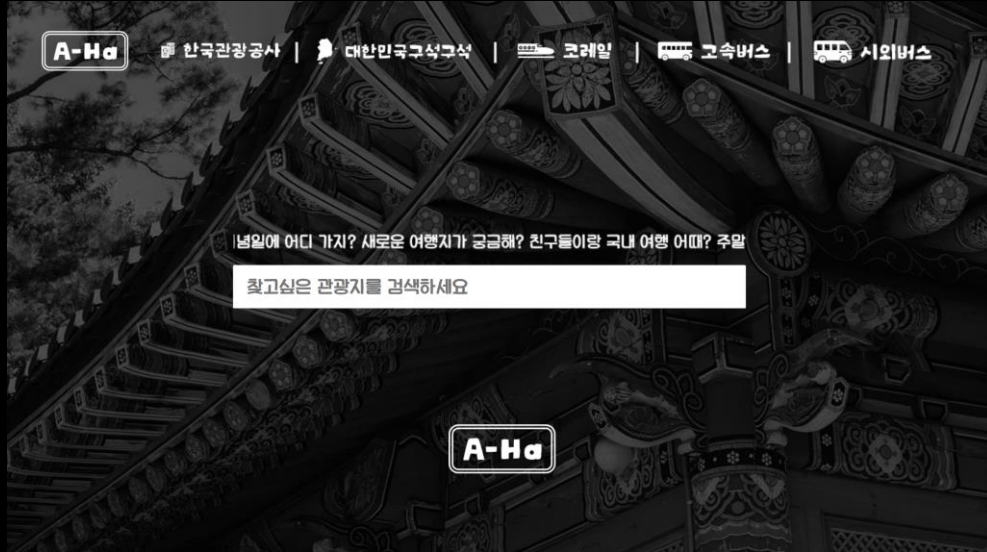 A-Ha 한국관광공사 | 대한민국구석구석 | 코레일 | 고속버스 | 시외버스
념일에 어디 가지? 새로운 여행지가 궁금해? 친구들이랑 국내 여행 어때? 주말
찾고싶은 관광지를 검색하세요
A-Ha